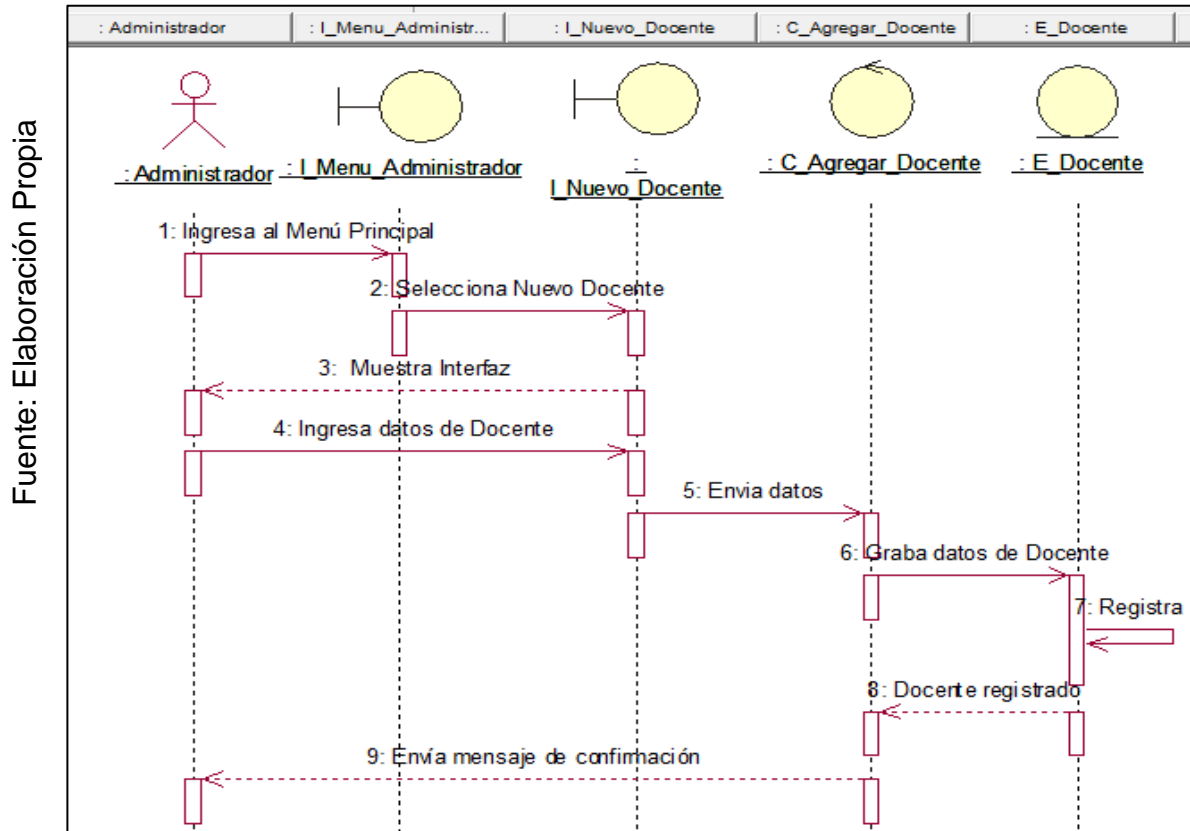 Fuente: Elaboración Propia
: Administrador
: I_Menu_Administr...
: I_Nuevo_Docente
: C_Agregar_Docente
: E_Docente
: Administrador
: I_Menu_Administrador
:
I_Nuevo_Docente
: C_Agregar_Docente
: E_Docente
1: Ingresa al Menú Principal
2: Selecciona Nuevo Docente
3: Muestra Interfaz
4: Ingresa datos de Docente
5: Envia datos
6: Graba datos de Docente
7: Registra
8: Docente registrado
9: Envía mensaje de confirmación